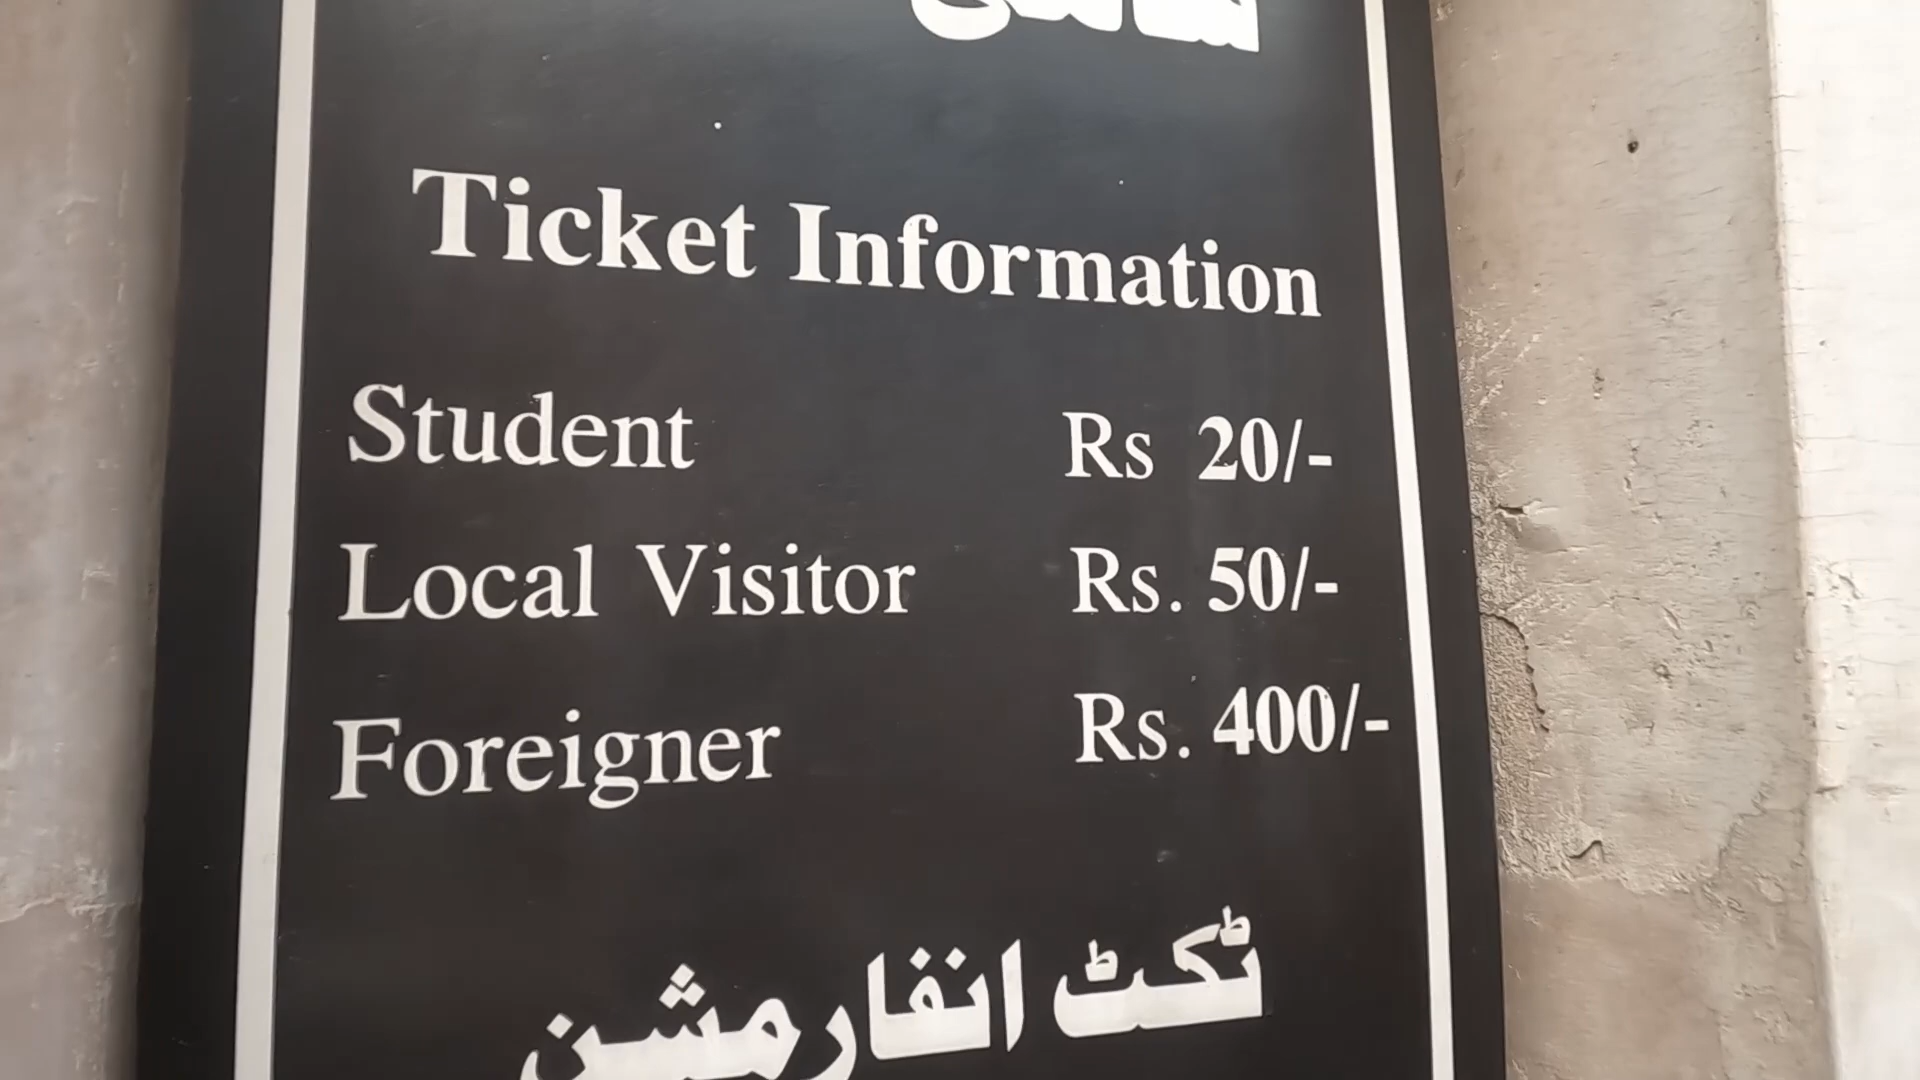 Ticket Information
Student Rs 20/-
Local Visitor Rs. 50/-
Foreigner Rs. 400/-
ٹکٹ انفارمشن